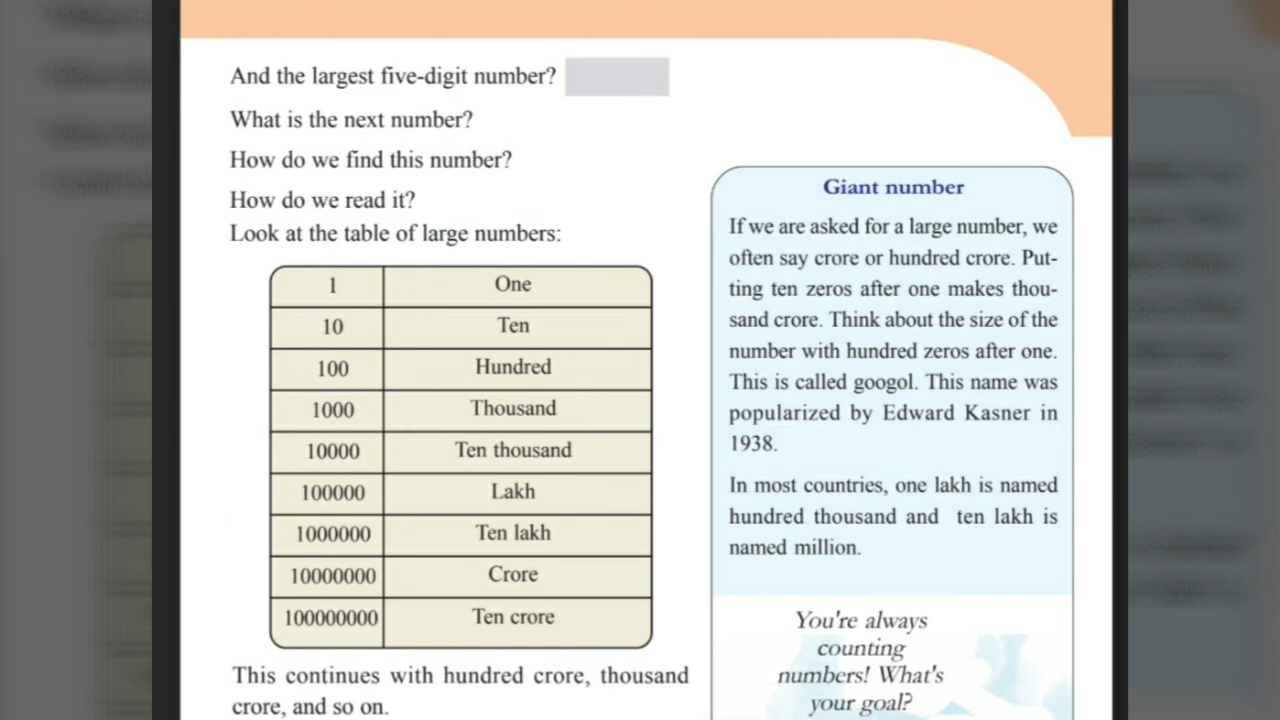 And the largest five-digit number?
What is the next number?
How do we find this number?
How do we read it?
Look at the table of large numbers:
1 One
10 Ten
100 Hundred
1000 Thousand
10000 Ten thousand
100000 Lakh
1000000 Ten lakh
10000000 Crore
100000000 Ten crore
This continues with hundred crore, thousand
crore, and so on.
Giant number
If we are asked for a large number, we
often say crore or hundred crore. Put-
ting ten zeros after one makes thou-
sand crore. Think about the size of the
number with hundred zeros after one.
This is called googol. This name was
popularized by Edward Kasner in
1938.
In most countries, one lakh is named
hundred thousand and ten lakh is
named million.
You're always
counting
numbers! What's
your goal?